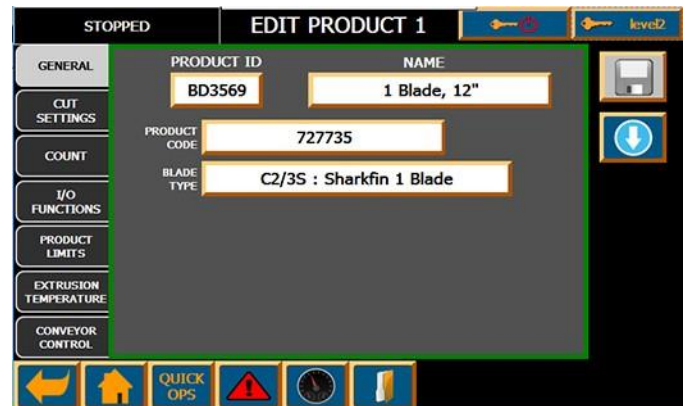 STOPPED
EDIT PRODUCT 1
level2
GENERAL
CUT
SETTINGS
COUNT
I/O
FUNCTIONS
PRODUCT
LIMITS
EXTRUSION
TEMPERATURE
CONVEYOR
CONTROL
PRODUCT ID
NAME
BD3569
1 Blade, 12"
PRODUCT
CODE
727735
BLADE
TYPE
C2/3S : Sharkfin 1 Blade
QUICK
OPS